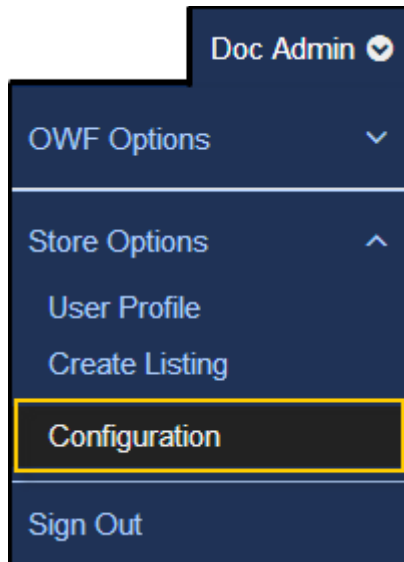 Doc Admin
OWF Options
Store Options
User Profile
Create Listing
Configuration
Sign Out